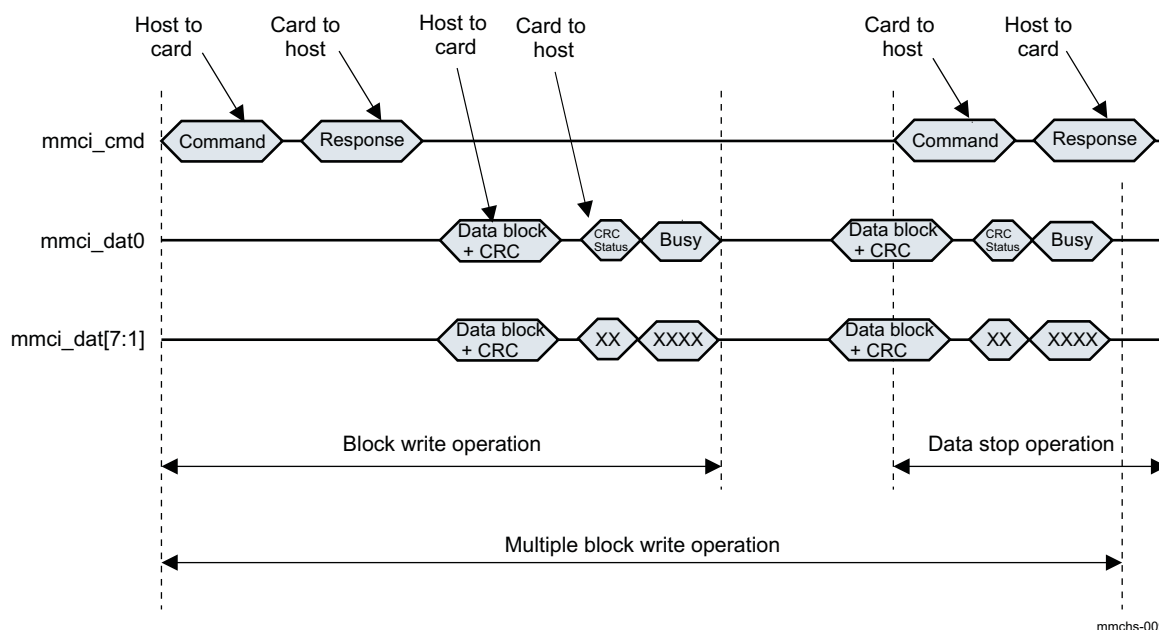 Host to
card
Card to
host
Host to
card
Card to
host
Card to
host
Host to
card
mmci_cmd
Command
Response
Command
Response
mmci_dat0
Data block
+ CRC
CRC
Status
Busy
Data block
+ CRC
CRC
Status
Busy
mmci_dat[7:1]
Data block
+ CRC
XX
XXXX
Data block
+ CRC
XX
XXXX
Block write operation
Data stop operation
Multiple block write operation